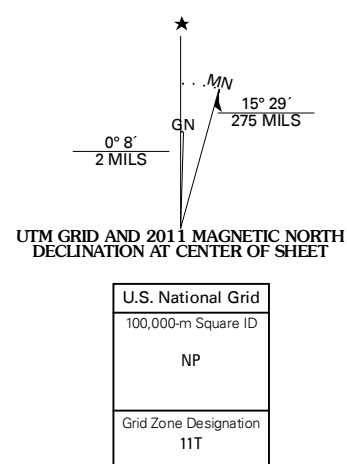 ★
MN
15° 29´
275 MILS
GN
0° 8´
2 MILS
UTM GRID AND 2011 MAGNETIC NORTH
DECLINATION AT CENTER OF SHEET
U.S. National Grid
100,000-m Square ID
NP
Grid Zone Designation
11T